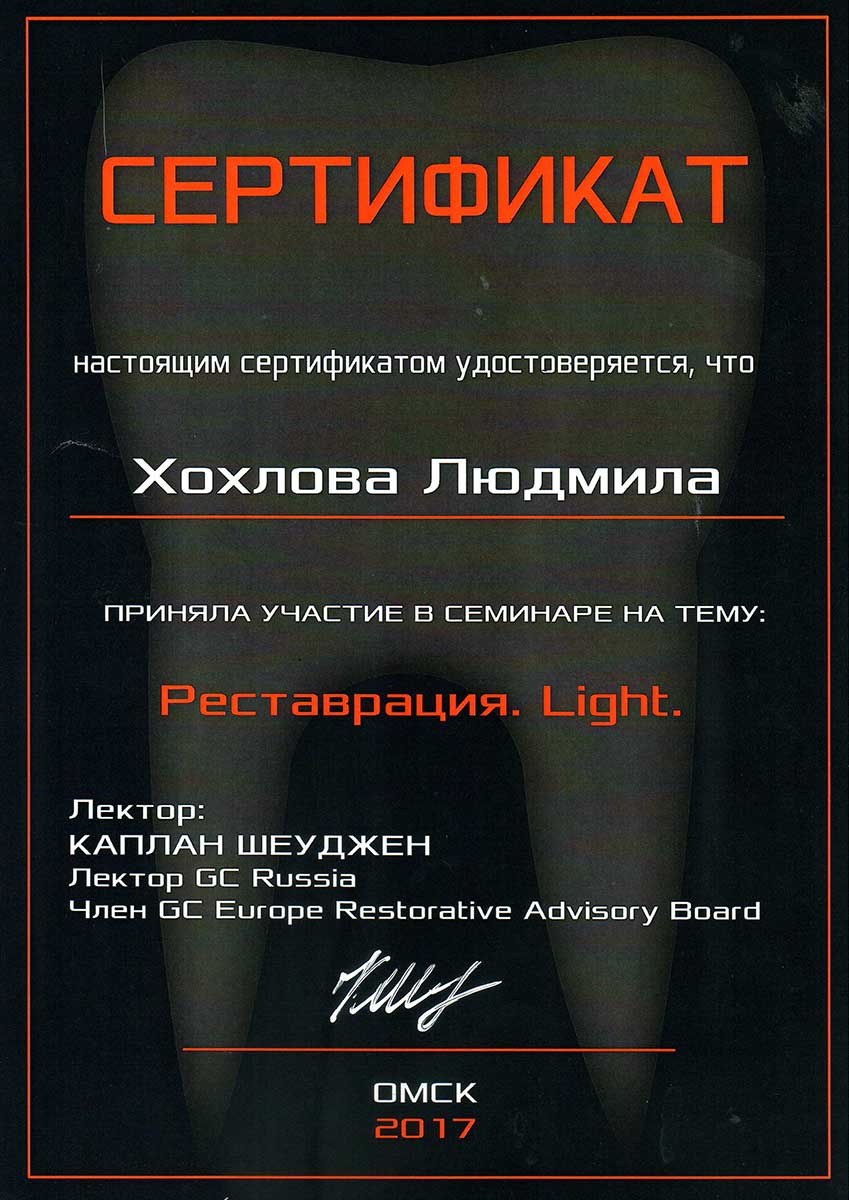 СЕРТИФИКАТ
настоящим сертификатом удостоверяется, что
Хохлова Людмила
ПРИНЯЛА УЧАСТИЕ В СЕМИНАРЕ НА ТЕМУ:
Реставрация. Light.
Лектор:
КАПЛАН ШЕУДЖЕН
Лектор GC Russia
Член GC Europe Restorative Advisory Board
ОМСК
2017